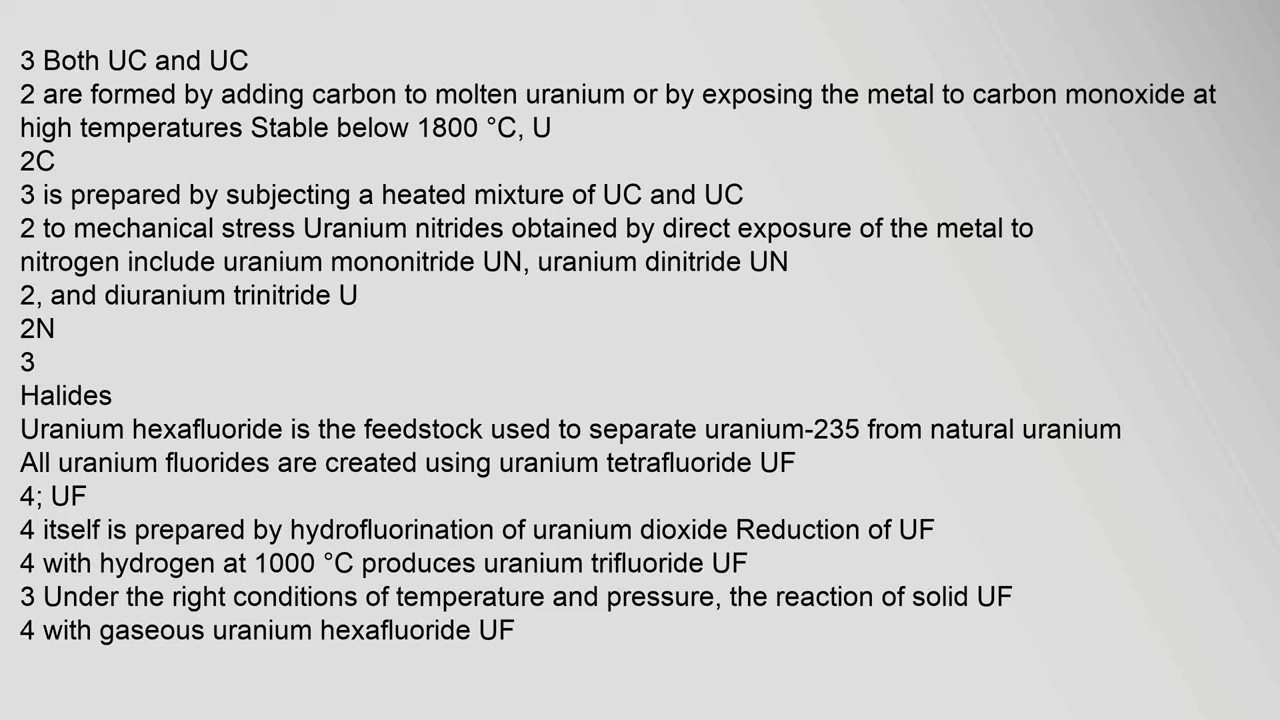 3 Both UC and UC
2 are formed by adding carbon to molten uranium or by exposing the metal to carbon monoxide at
high temperatures Stable below 1800 °C, U
2C
3 is prepared by subjecting a heated mixture of UC and UC
2 to mechanical stress Uranium nitrides obtained by direct exposure of the metal to
nitrogen include uranium mononitride UN, uranium dinitride UN
2, and diuranium trinitride U
2N
3
Halides
Uranium hexafluoride is the feedstock used to separate uranium-235 from natural uranium
All uranium fluorides are created using uranium tetrafluoride UF
4; UF
4 itself is prepared by hydrofluorination of uranium dioxide Reduction of UF
4 with hydrogen at 1000 °C produces uranium trifluoride UF
3 Under the right conditions of temperature and pressure, the reaction of solid UF
4 with gaseous uranium hexafluoride UF